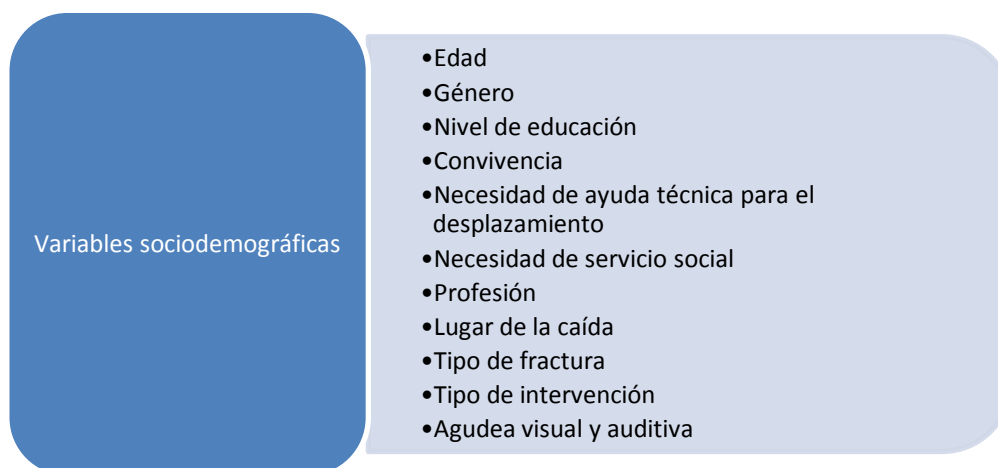 Variables sociodemográficas
•Edad
•Género
•Nivel de educación
•Convivencia
•Necesidad de ayuda técnica para el
desplazamiento
•Necesidad de servicio social
•Profesión
•Lugar de la caída
•Tipo de fractura
•Tipo de intervención
•Agudea visual y auditiva